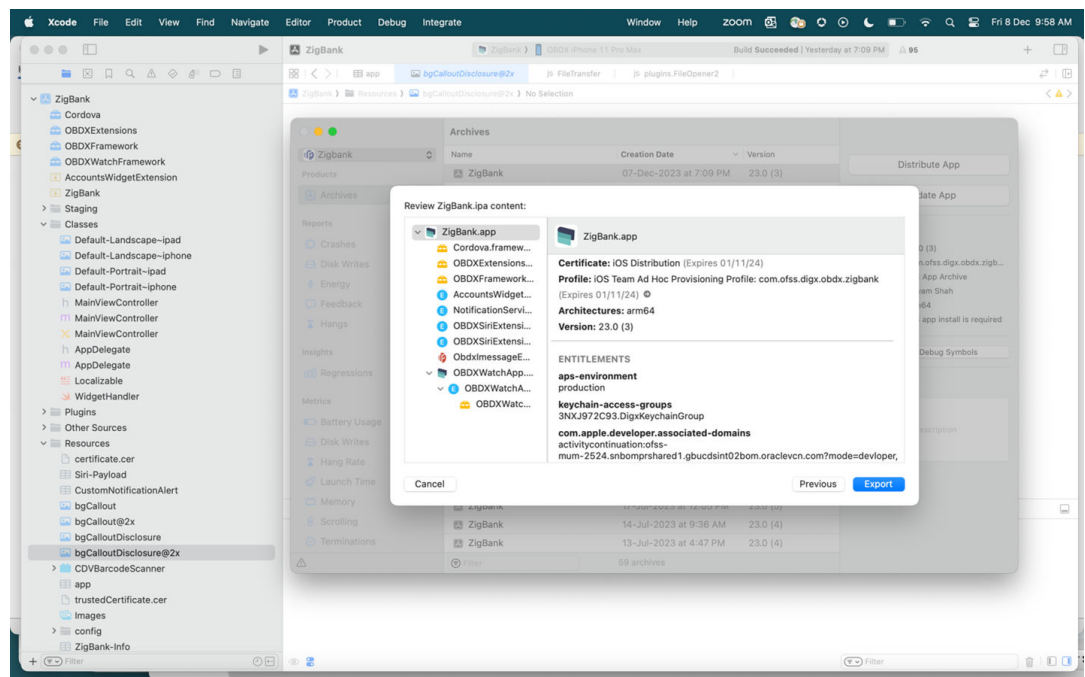 Xcode File Edit View Find Navigate Editor Product Debug Integrate Window Help zoom Fri 8 Dec 9:58 AM
ZigBank ZigBank OBDX iPhone 11 Pro Max Build Succeeded | Yesterday at 7:09 PM 95
app bgCalloutDisclosure@2x FileTransfer plugins.FileOpener2
ZigBank Resources bgCalloutDisclosure@2x No Selection
ZigBank
Cordova
OBDXExtensions
OBDXFramework
OBDXWatchFramework
AccountsWidgetExtension
ZigBank
Staging
Classes
Default-Landscape~ipad
Default-Landscape~iphone
Default-Portrait~ipad
Default-Portrait~iphone
h MainViewController
m MainViewController
MainViewController
h AppDelegate
m AppDelegate
Localizable
WidgetHandler
Plugins
Other Sources
Resources
certificate.cer
Siri-Payload
CustomNotificationAlert
bgCallout
bgCallout@2x
bgCalloutDisclosure
bgCalloutDisclosure@2x
CDVBarcodeScanner
app
trustedCertificate.cer
Images
config
ZigBank-Info
Filter
Archives
Zigbank
Name Creation Date Version
Products
ZigBank 07-Dec-2023 at 7:09 PM 23.0 (3)
Distribute App
Archives
date App
Reports
Crashes
Disk Writes
Energy
Feedback
Hangs
Insights
Regressions
Metrics
Battery Usage
Disk Writes
Hang Rate
Launch Time
Memory
Scrolling
Terminations
0 (3)
n.ofss.digx.obdx.zigb...
App Archive
Shah
app install is required
Debug Symbols
Review ZigBank.ipa content:
ZigBank.app
Cordova.framew...
OBDXExtensions...
OBDXFramework...
AccountsWidget...
NotificationServi...
OBDXSiriExtensi...
OBDXSiriExtensi...
ObdxImessageE...
OBDXWatchApp....
OBDXWatchA...
OBDXWatc...
ZigBank.app
Certificate: iOS Distribution (Expires 01/11/24)
Profile: iOS Team Ad Hoc Provisioning Profile: com.ofss.digx.obdx.zigbank
(Expires 01/11/24)
Architectures: arm64
Version: 23.0 (3)
ENTITLEMENTS
aps-environment
production
keychain-access-groups
3NXJ972C93.DigxKeychainGroup
com.apple.developer.associated-domains
activitycontinuation:ofss-
mum-2524.snbomprshared1.gbucdsint02bom.oraclevcn.com?mode=devloper,
Cancel Previous Export
ZigBank 14-Jul-2023 at 9:36 AM 23.0 (4)
ZigBank 13-Jul-2023 at 4:47 PM 23.0 (4)
Filter 59 archives
Filter